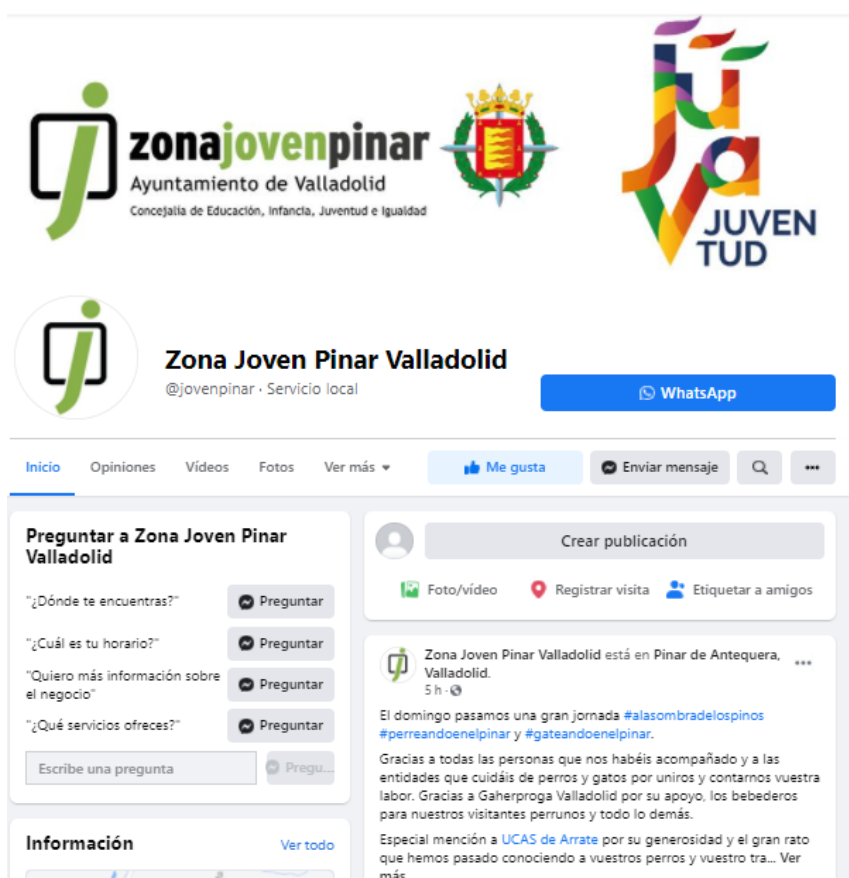 zonajovenpinar
Ayuntamiento de Valladolid
Concejalía de Educación, Infancia, Juventud e Igualdad
JUVA
JUVEN
TUD
Zona Joven Pinar Valladolid
@jovenpinar · Servicio local
WhatsApp
Inicio Opiniones Vídeos Fotos Ver más Me gusta Enviar mensaje
Preguntar a Zona Joven Pinar
Valladolid
"¿Dónde te encuentras?" Preguntar
"¿Cuál es tu horario?" Preguntar
"Quiero más información sobre
el negocio" Preguntar
"¿Qué servicios ofreces?" Preguntar
Escribe una pregunta Pregu...
Información Ver todo
Crear publicación
Foto/vídeo Registrar visita Etiquetar a amigos
Zona Joven Pinar Valladolid está en Pinar de Antequera,
Valladolid.
5 h ·
El domingo pasamos una gran jornada #alasombradelospinos
#perreandoenelpinar y #gateandoenelpinar.
Gracias a todas las personas que nos habéis acompañado y a las
entidades que cuidáis de perros y gatos por uniros y contarnos vuestra
labor. Gracias a Gaherproga Valladolid por su apoyo, los bebederos
para nuestros visitantes perrunos y todo lo demás.
Especial mención a UCAS de Arrate por su generosidad y el gran rato
que hemos pasado conociendo a vuestros perros y vuestro tra... Ver
más